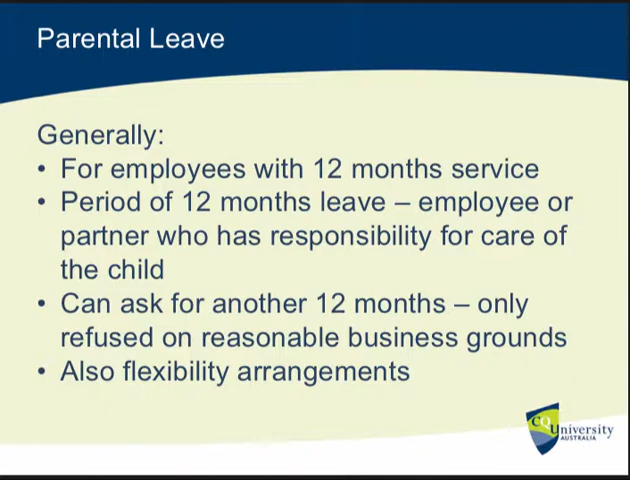 Parental Leave
Generally:
• For employees with 12 months service
• Period of 12 months leave – employee or
partner who has responsibility for care of
the child
• Can ask for another 12 months – only
refused on reasonable business grounds
• Also flexibility arrangements
CQUniversity
AUSTRALIA